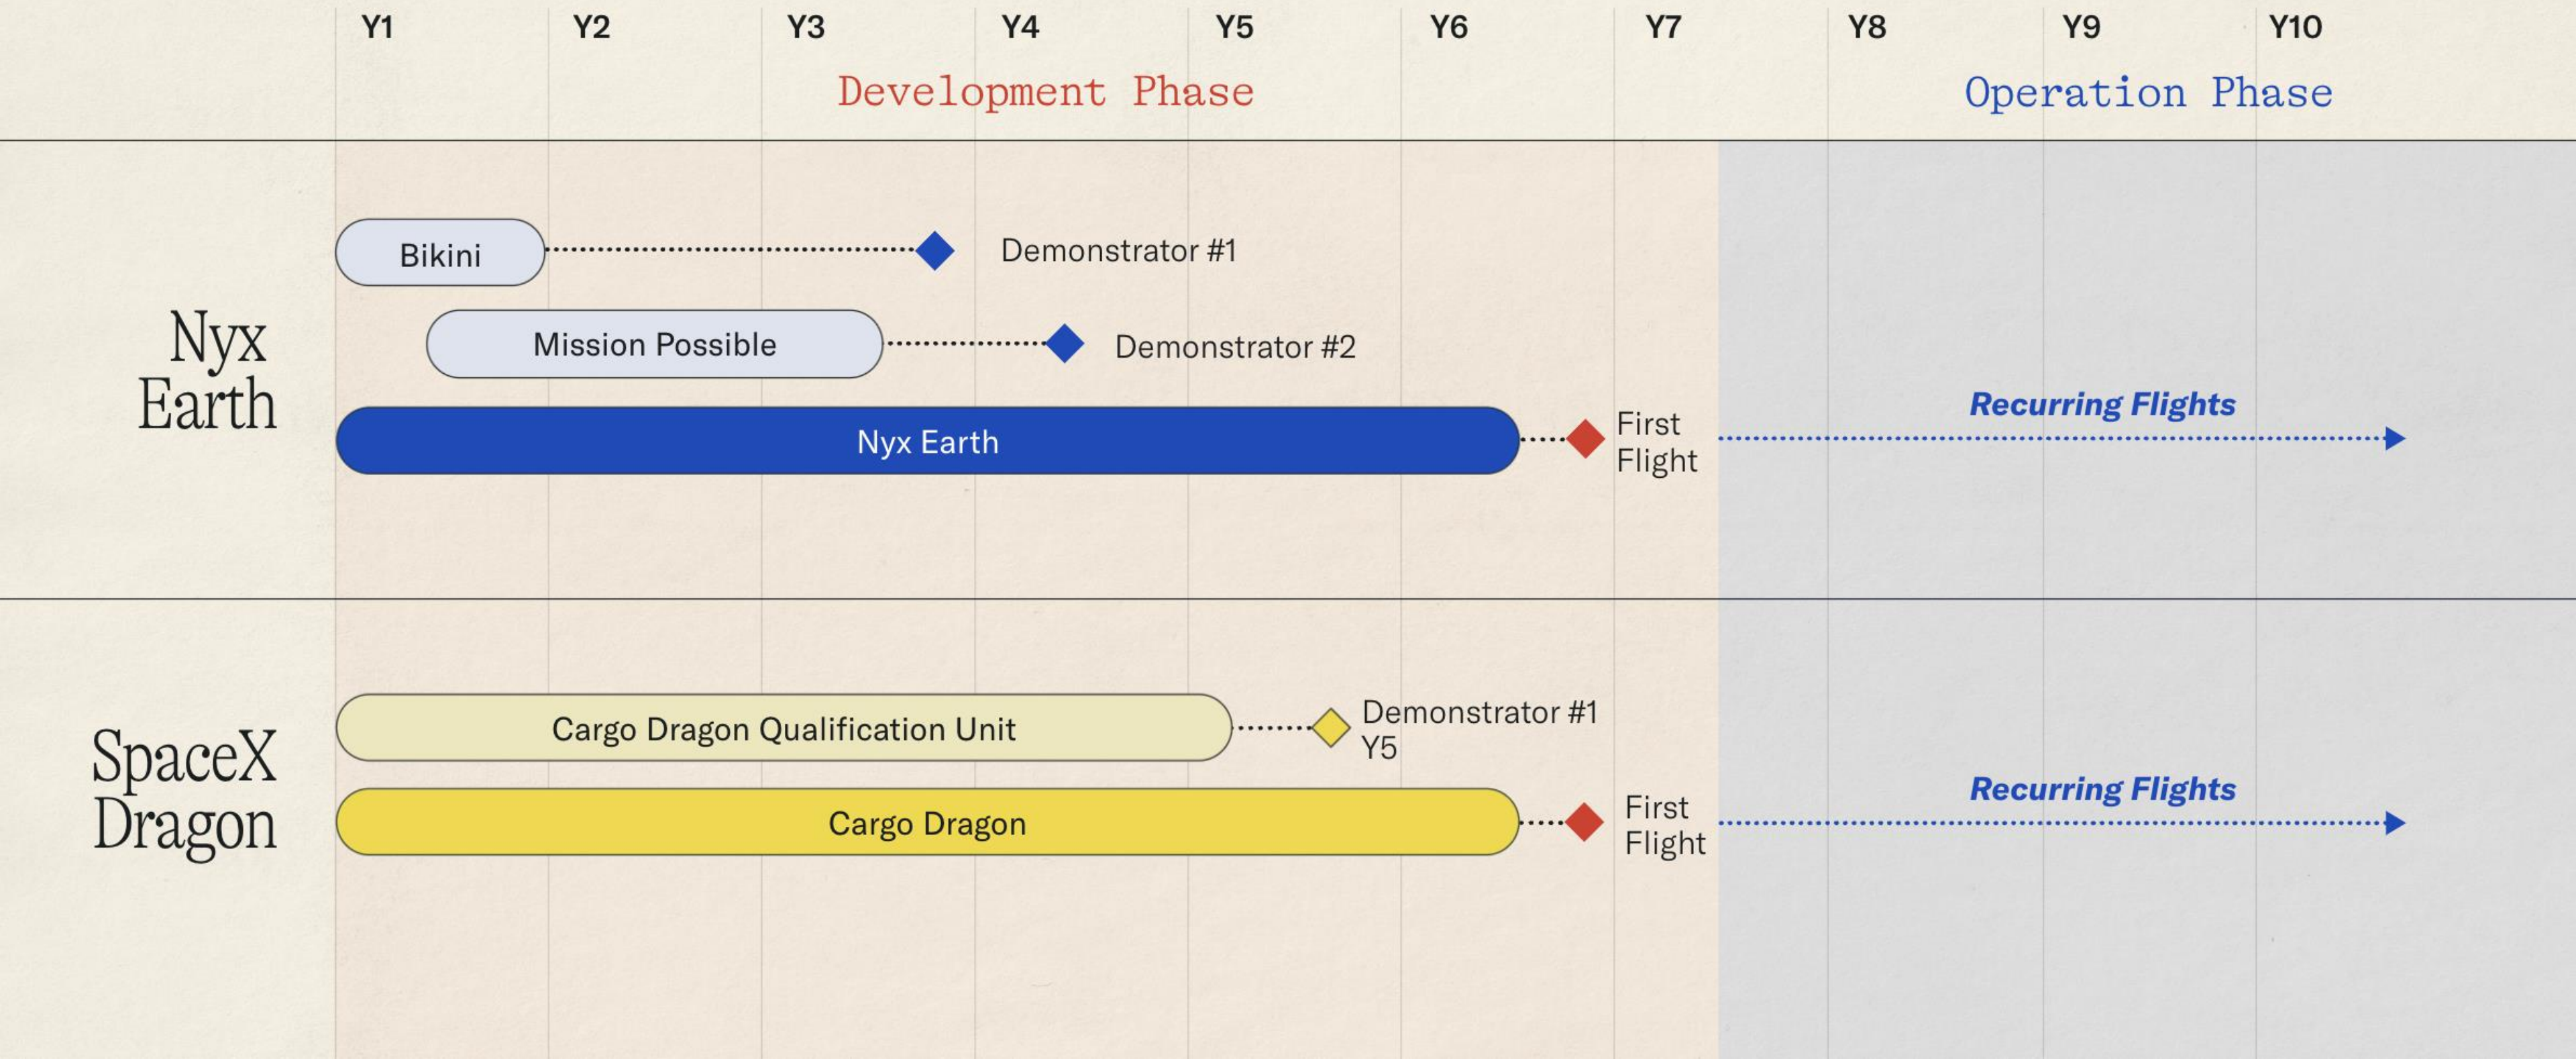 Y1 Y2 Y3 Y4 Y5 Y6 Y7 Y8 Y9 Y10
Development Phase
Operation Phase
Nyx
Earth
Bikini
Demonstrator #1
Mission Possible
Demonstrator #2
Nyx Earth
First
Flight
Recurring Flights
SpaceX
Dragon
Cargo Dragon Qualification Unit
Demonstrator #1
Y5
Cargo Dragon
First
Flight
Recurring Flights